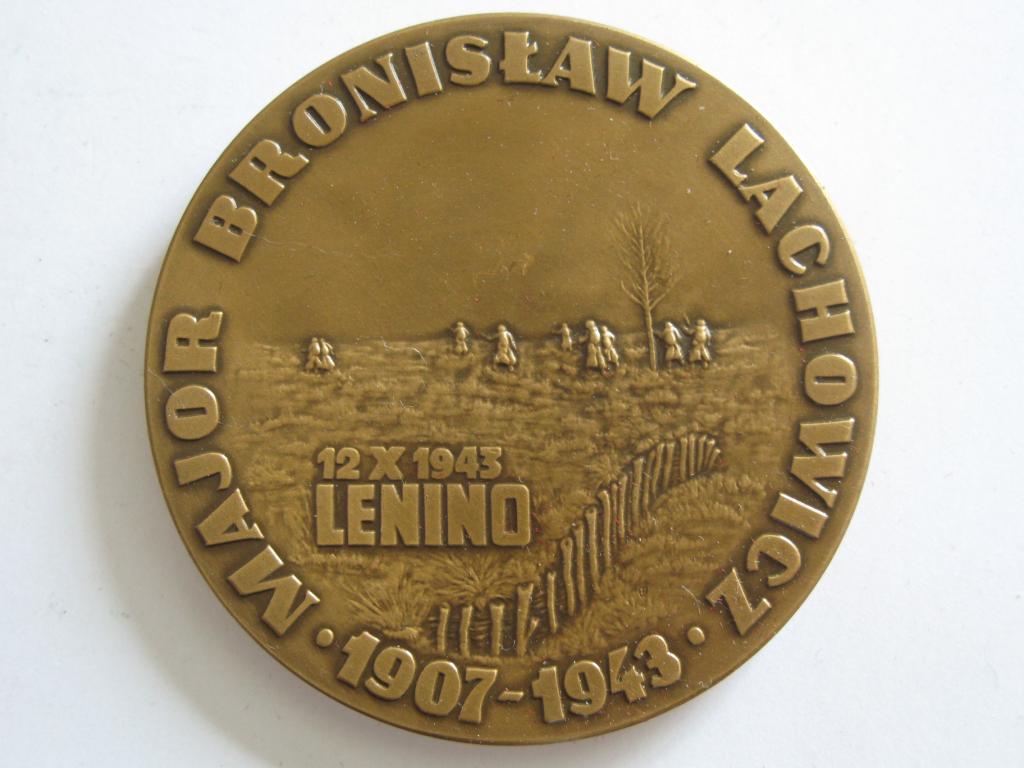 MAJOR BRONISŁAW LACHOWICZ
12 X 1943
LENINO
· 1907-1943 ·